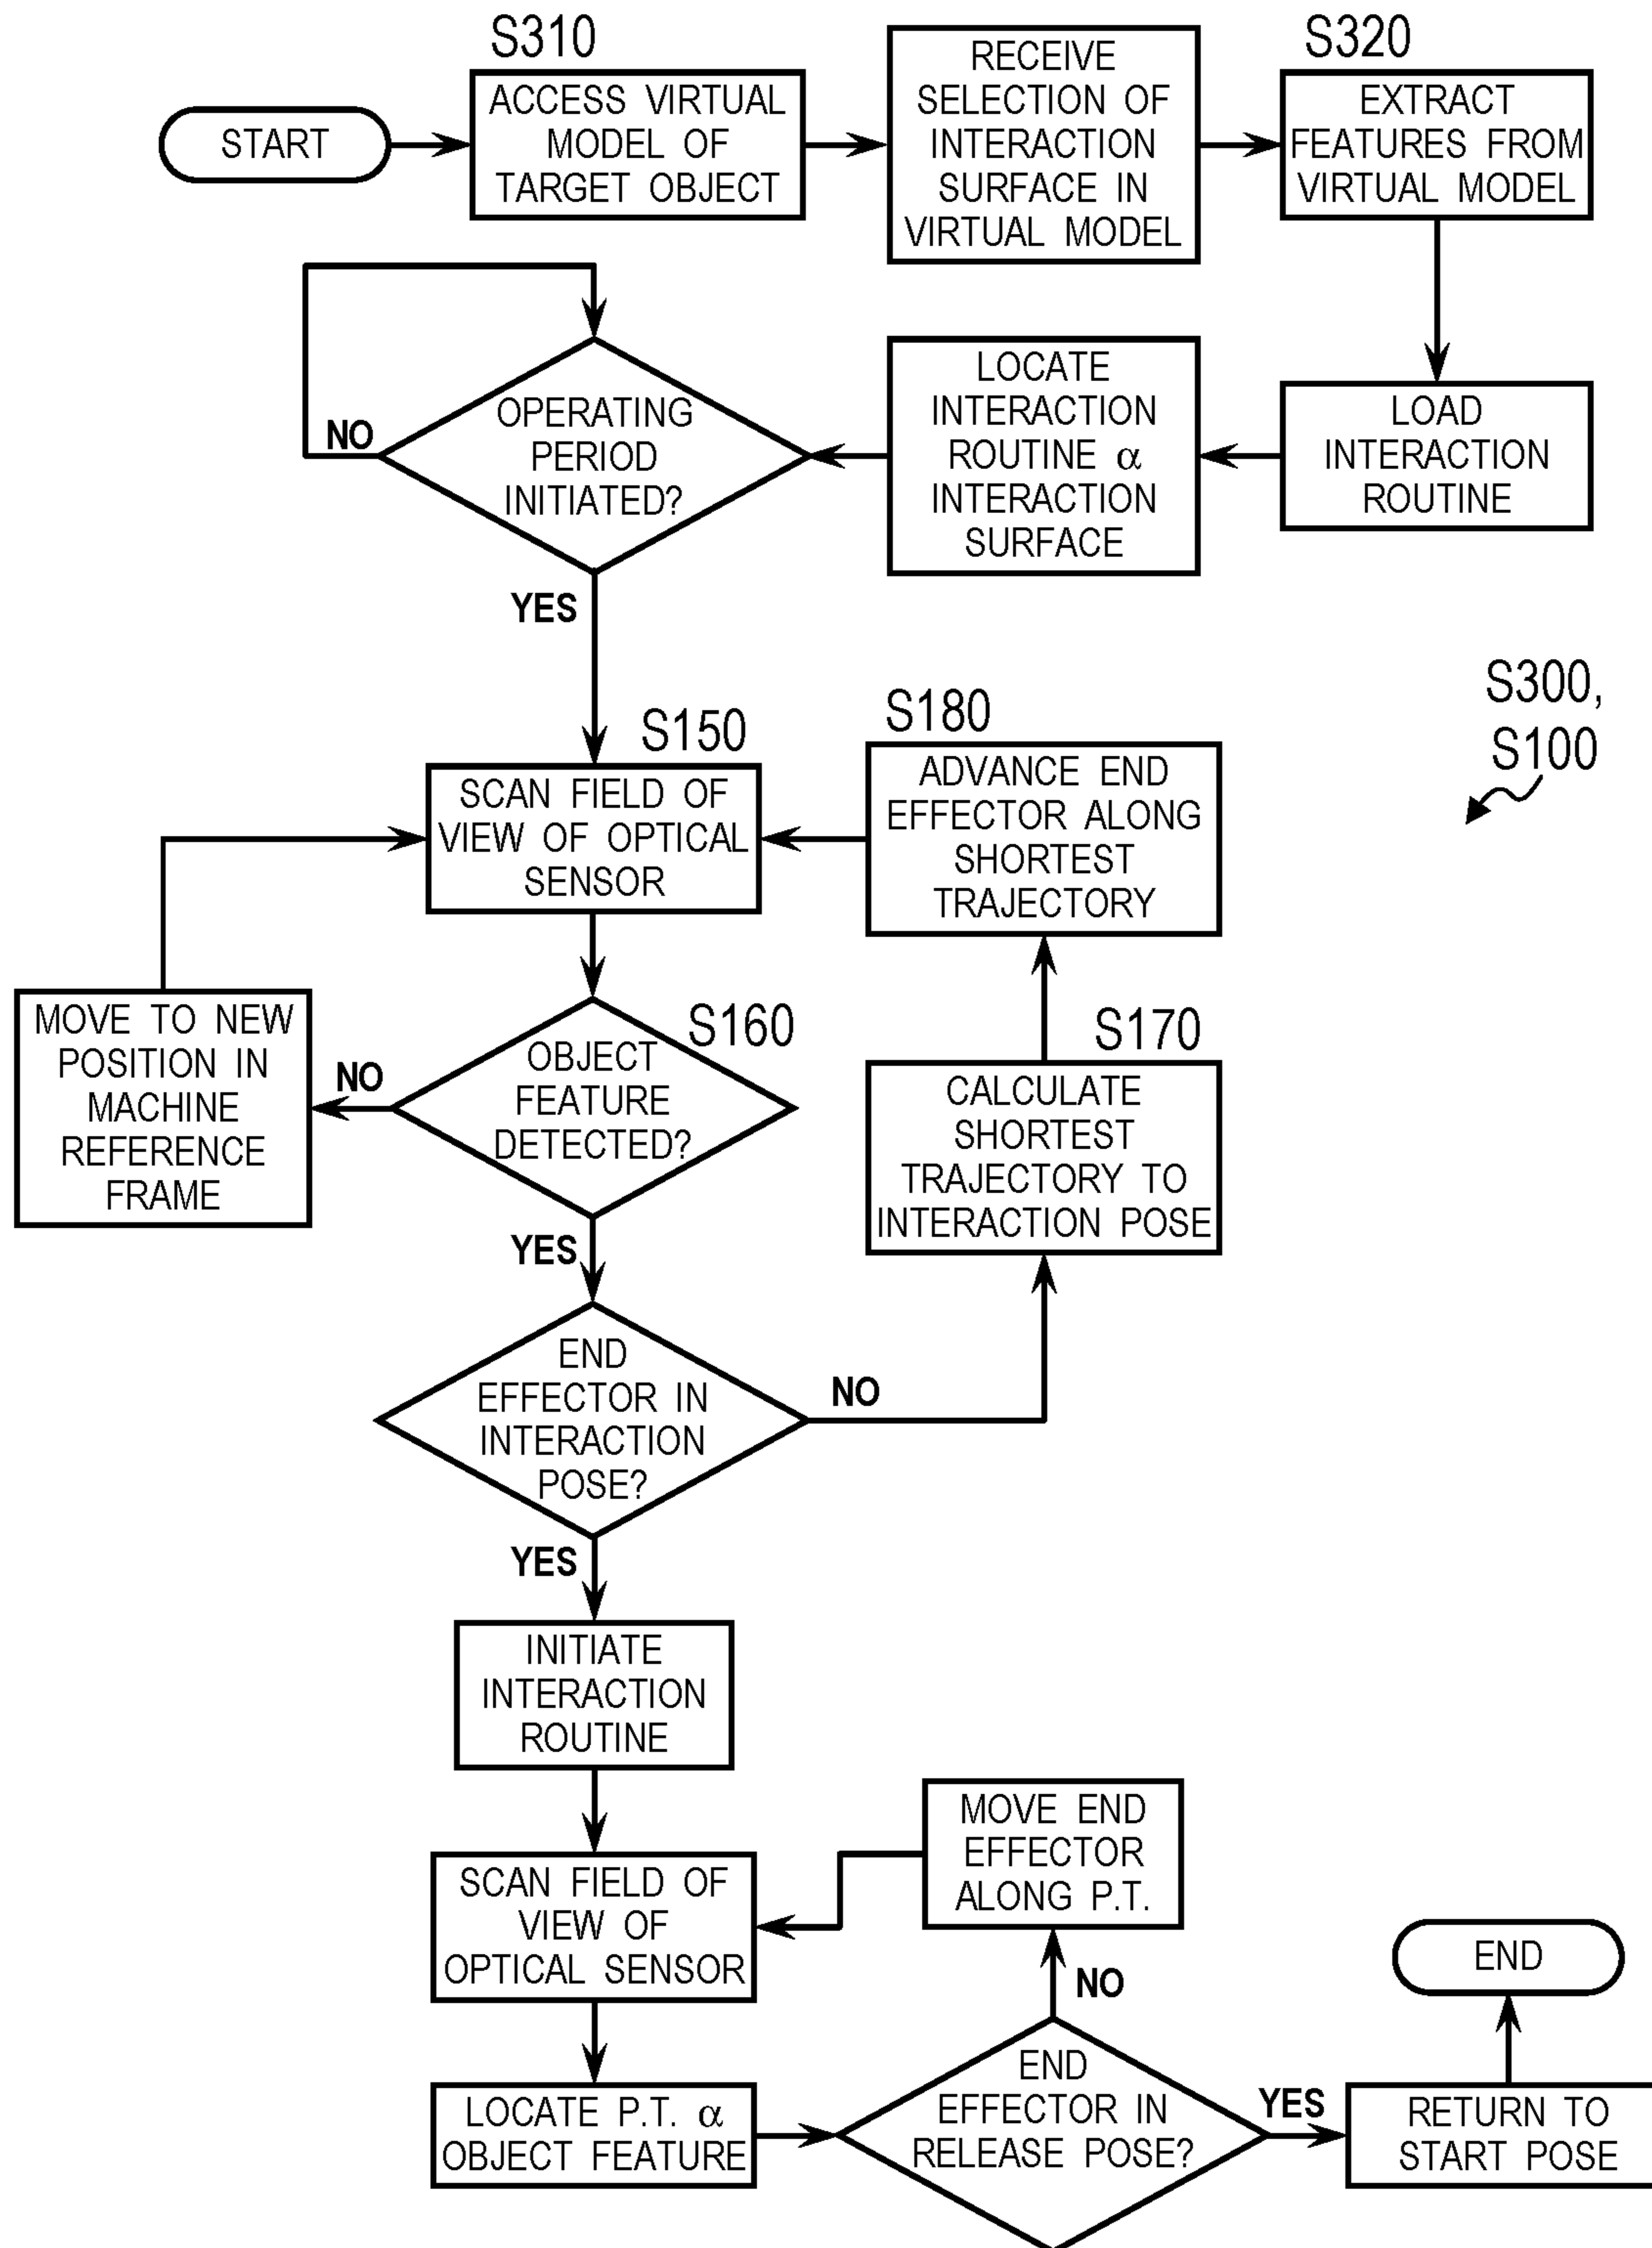 S310
S320
START
ACCESS VIRTUAL
MODEL OF
TARGET OBJECT
RECEIVE
SELECTION OF
INTERACTION
SURFACE IN
VIRTUAL MODEL
EXTRACT
FEATURES FROM
VIRTUAL MODEL
LOAD
INTERACTION
ROUTINE
LOCATE
INTERACTION
ROUTINE α
INTERACTION
SURFACE
OPERATING
PERIOD
INITIATED?
NO
YES
S300,
S100
S150
SCAN FIELD OF
VIEW OF OPTICAL
SENSOR
S180
ADVANCE END
EFFECTOR ALONG
SHORTEST
TRAJECTORY
MOVE TO NEW
POSITION IN
MACHINE
REFERENCE
FRAME
NO
S160
OBJECT
FEATURE
DETECTED?
S170
CALCULATE
SHORTEST
TRAJECTORY TO
INTERACTION POSE
YES
END
EFFECTOR IN
INTERACTION
POSE?
NO
YES
INITIATE
INTERACTION
ROUTINE
SCAN FIELD OF
VIEW OF
OPTICAL SENSOR
MOVE END
EFFECTOR
ALONG P.T.
NO
LOCATE P.T. α
OBJECT FEATURE
END
EFFECTOR IN
RELEASE POSE?
YES
RETURN TO
START POSE
END